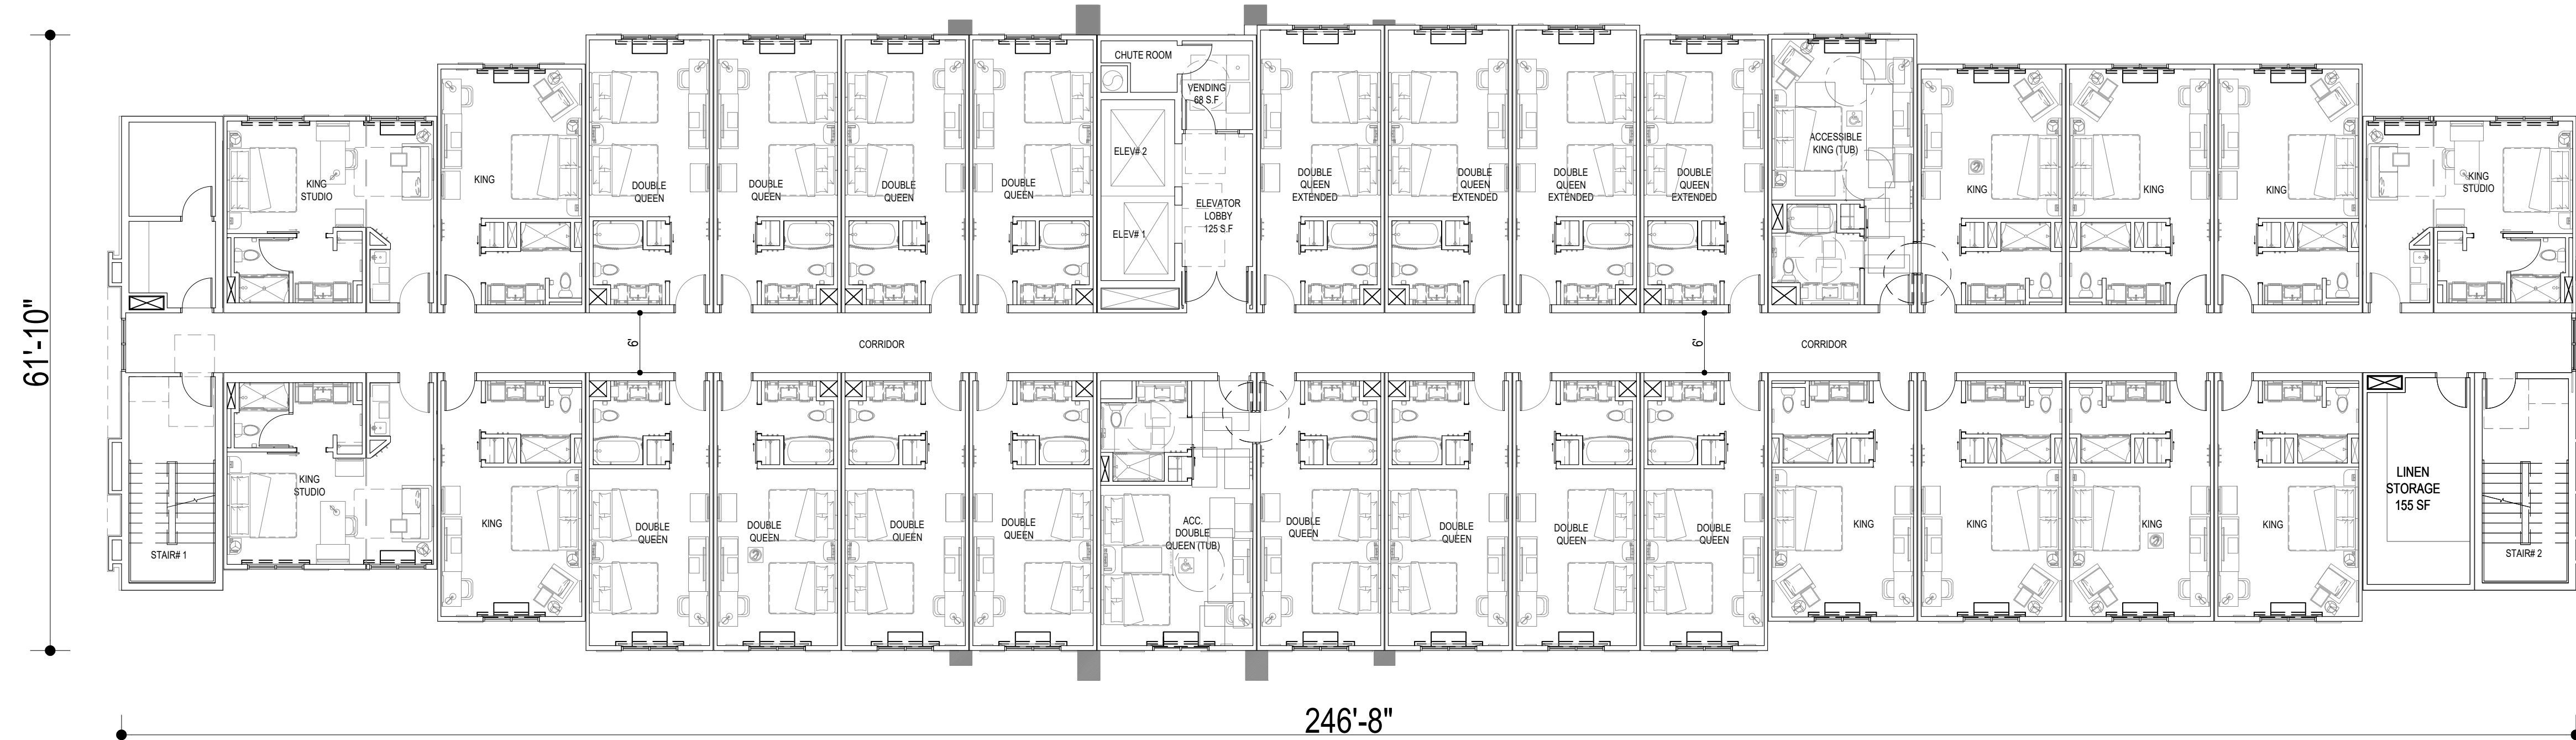 CHUTE ROOM
VENDING
68 S.F
ELEV# 2
ELEV# 1
ELEVATOR
LOBBY
125 S.F
KING
STUDIO
KING
DOUBLE
QUEEN
DOUBLE
QUEEN
DOUBLE
QUEEN
DOUBLE
QUEEN
DOUBLE
QUEEN
EXTENDED
DOUBLE
QUEEN
EXTENDED
DOUBLE
QUEEN
EXTENDED
DOUBLE
QUEEN
EXTENDED
ACCESSIBLE
KING (TUB)
KING
KING
KING
KING
STUDIO
61'-10"
6'
CORRIDOR
6'
CORRIDOR
KING
STUDIO
STAIR# 1
KING
DOUBLE
QUEEN
DOUBLE
QUEEN
DOUBLE
QUEEN
DOUBLE
QUEEN
ACC.
DOUBLE
QUEEN (TUB)
DOUBLE
QUEEN
DOUBLE
QUEEN
DOUBLE
QUEEN
DOUBLE
QUEEN
KING
KING
KING
KING
LINEN
STORAGE
155 SF
STAIR# 2
246'-8"